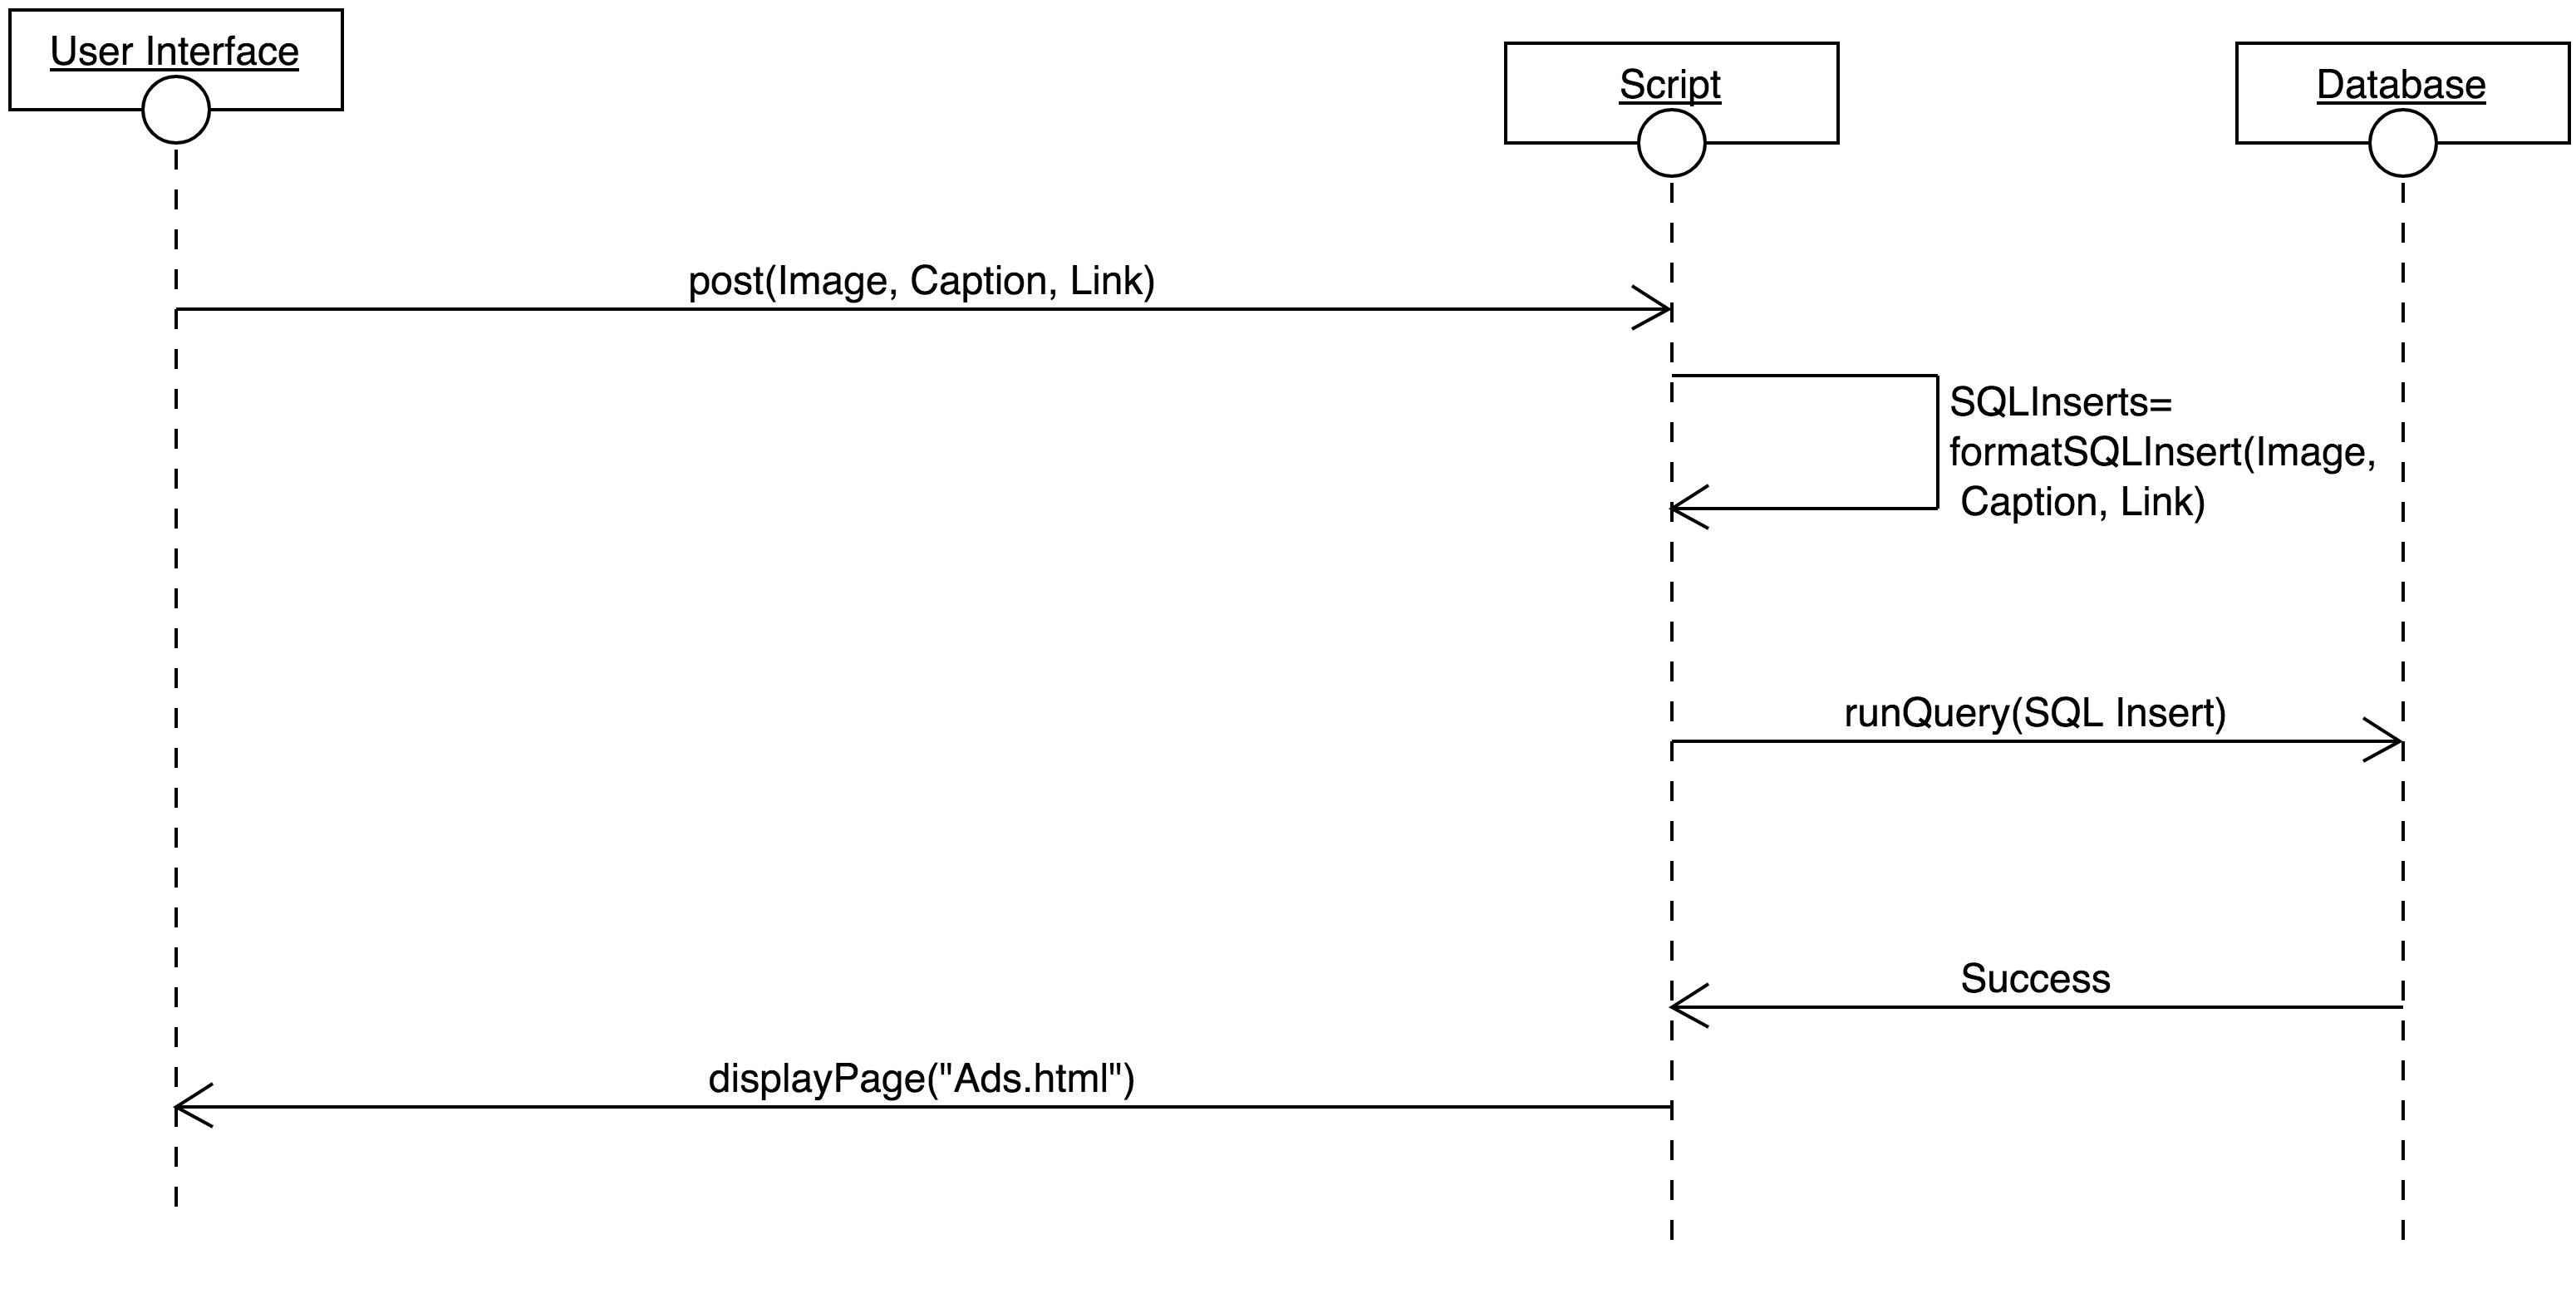 User Interface
Script
Database
post(Image, Caption, Link)
SQLInserts=
formatSQLInsert(Image,
Caption, Link)
runQuery(SQL Insert)
Success
displayPage("Ads.html")